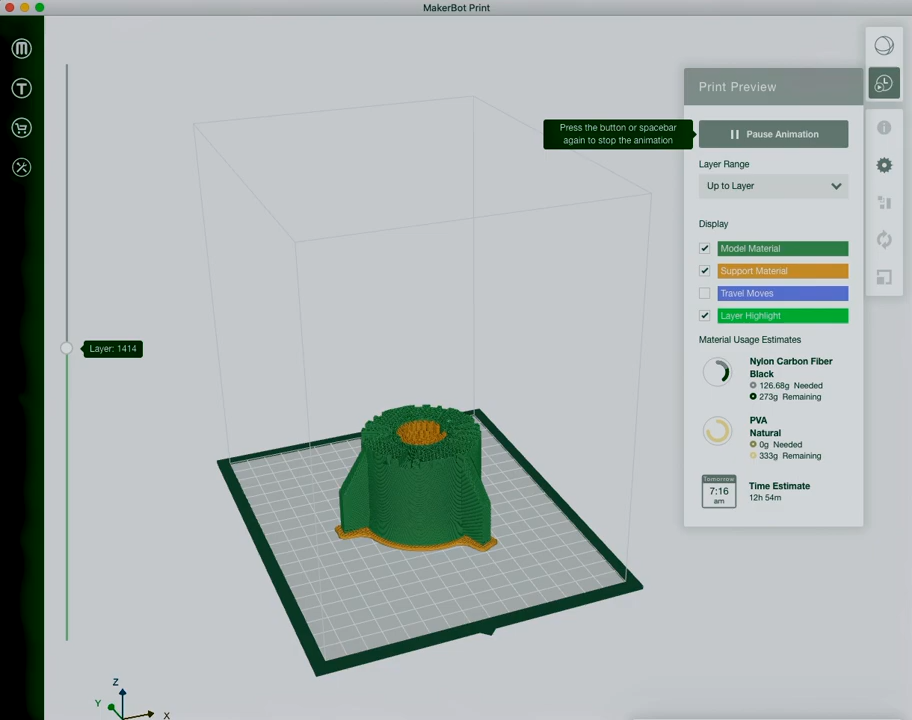 MakerBot Print
Print Preview
Press the button or spacebar
again to stop the animation
Pause Animation
Layer Range
Up to Layer
Display
Model Material
Support Material
Travel Moves
Layer Highlight
Material Usage Estimates
Layer: 1414
Nylon Carbon Fiber
Black
126.68g Needed
273g Remaining
PVA
Natural
0g Needed
333g Remaining
Tomorrow
7:16
am
Time Estimate
12h 54m
Z
Y
X
M
T